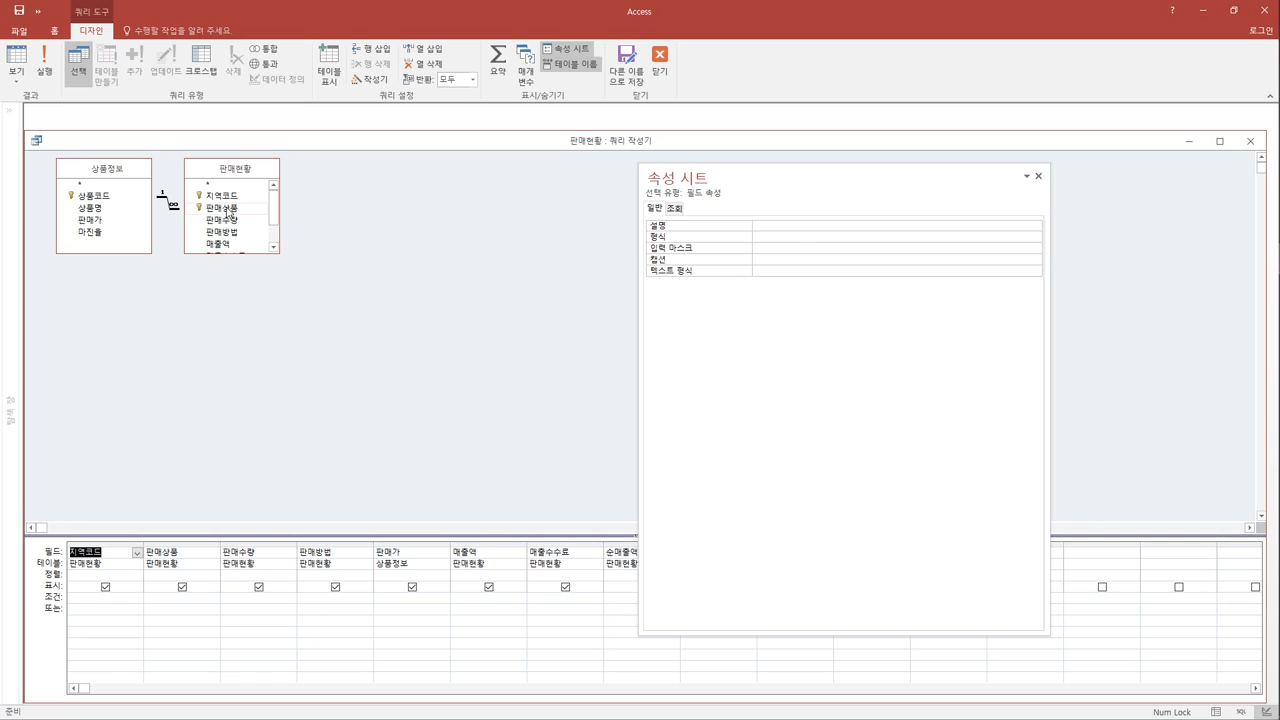 쿼리 도구
Access
파일
홈
디자인
수행할 작업을 알려 주세요.
로그인
보기
실행
선택
테이블
만들기
추가
업데이트
크로스탭
삭제
통합
통과
데이터 정의
테이블
표시
행 삽입
행 삭제
작성기
열 삽입
열 삭제
반환: 모두
요약
매개
변수
속성 시트
테이블 이름
다른 이름
으로 저장
닫기
결과
쿼리 유형
쿼리 설정
표시/숨기기
닫기
판매현황 : 쿼리 작성기
상품정보
*
상품코드
상품명
판매가
마진율
1
∞
판매현황
*
지역코드
판매상품
판매수량
판매방법
매출액
속성 시트
선택 유형: 필드 속성
일반 조회
설명
형식
입력 마스크
캡션
텍스트 형식
탐색 창
필드: 지역코드 판매상품 판매수량 판매방법 판매가 매출액 매출수수료 순매출액
테이블: 판매현황 판매현황 판매현황 판매현황 상품정보 판매현황 판매현황 판매현황
정렬:
표시:
조건:
또는:
준비
Num Lock
SQL